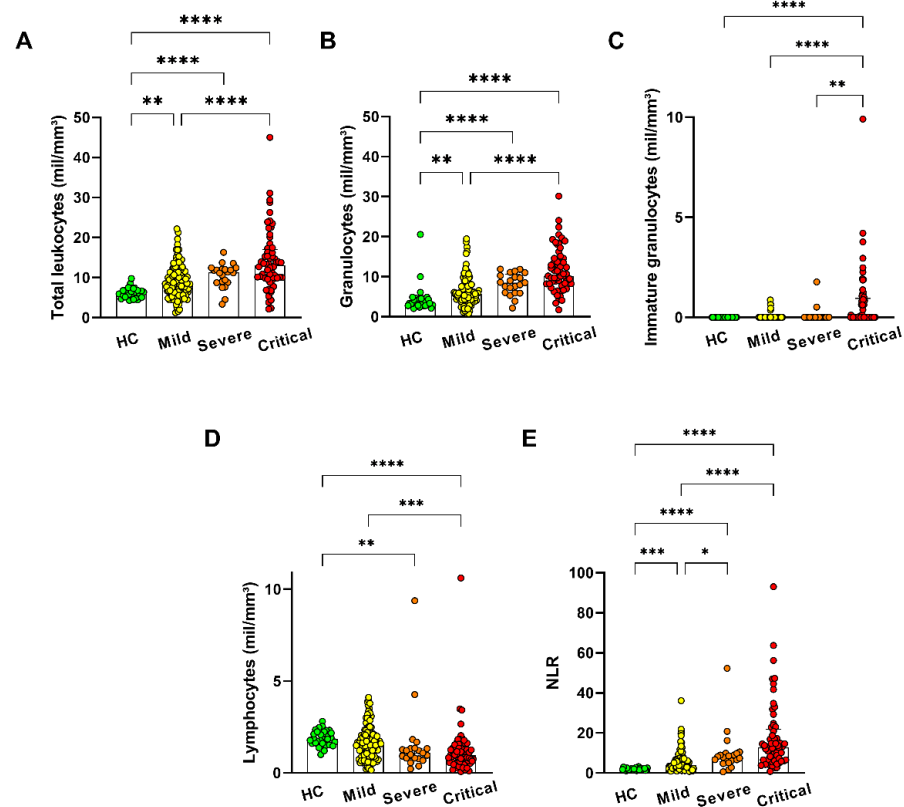 A
****
****
** ****
Total leukocytes (mil/mm³)
50
40
30
20
10
0
HC Mild Severe Critical
B
****
****
** ****
Granulocytes (mil/mm³)
50
40
30
20
10
0
HC Mild Severe Critical
C
****
****
**
Immature granulocytes (mil/mm³)
10
5
0
HC Mild Severe Critical
D
****
***
**
Lymphocytes (mil/mm³)
10
5
0
HC Mild Severe Critical
E
****
****
****
*** *
NLR
100
80
60
40
20
0
HC Mild Severe Critical